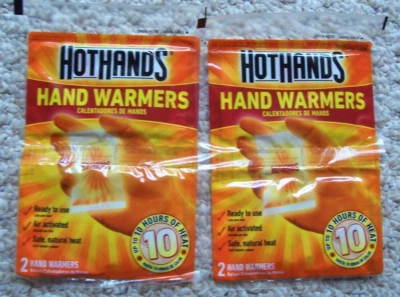 HOTHANDS
HAND WARMERS
CALENTADORES DE MANOS
Ready to use
Air activated
Safe, natural heat
UP TO 10 HOURS OF HEAT
10
2 HAND WARMERS
HOTHANDS
HAND WARMERS
CALENTADORES DE MANOS
Ready to use
Air activated
Safe, natural heat
UP TO 10 HOURS OF HEAT
10
2 HAND WARMERS